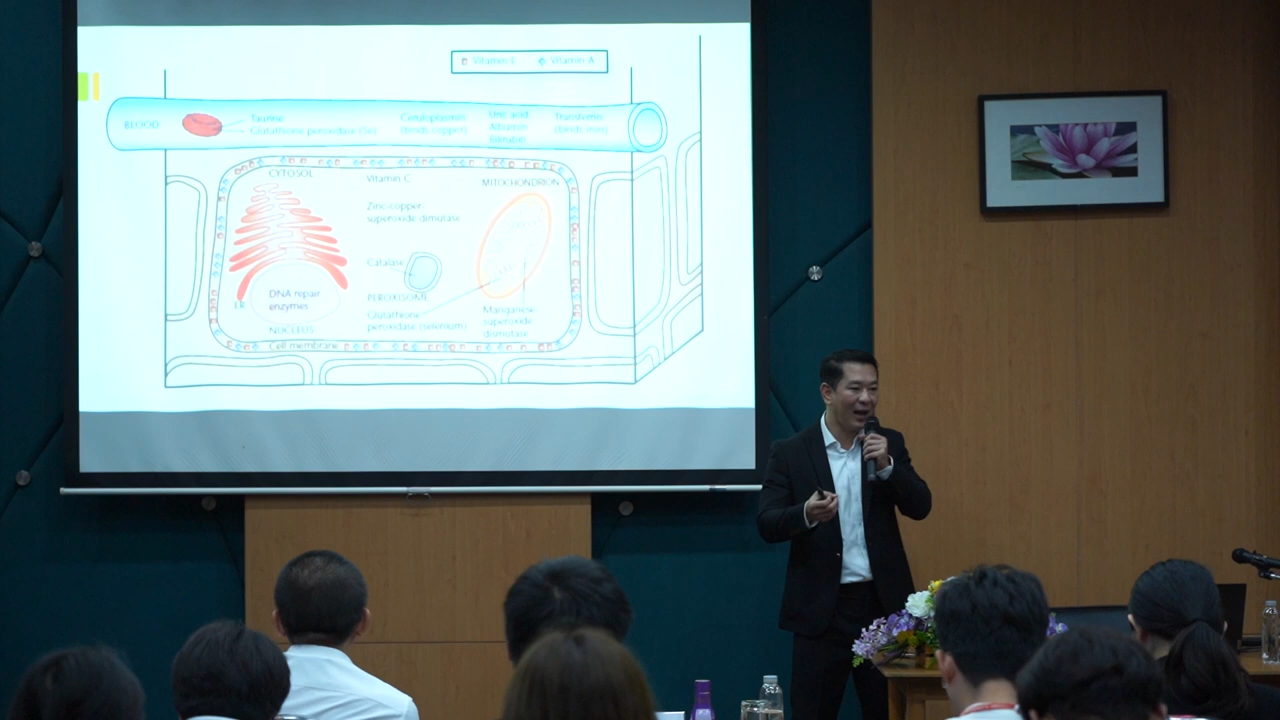 Vitamin E
Vitamin A
BLOOD
Taurine
Glutathione peroxidase (Se)
Ceruloplasmin
(binds copper)
Uric acid
Albumin
Bilirubin
Transferrin
(binds iron)
CYTOSOL
Vitamin C
MITOCHONDRION
Zinc-copper-
superoxide dimutase
Catalase
ER
DNA repair
enzymes
PEROXISOME
Glutathione
peroxidase (selenium)
Manganese-
superoxide
dismutase
NUCLEUS
Cell membrane